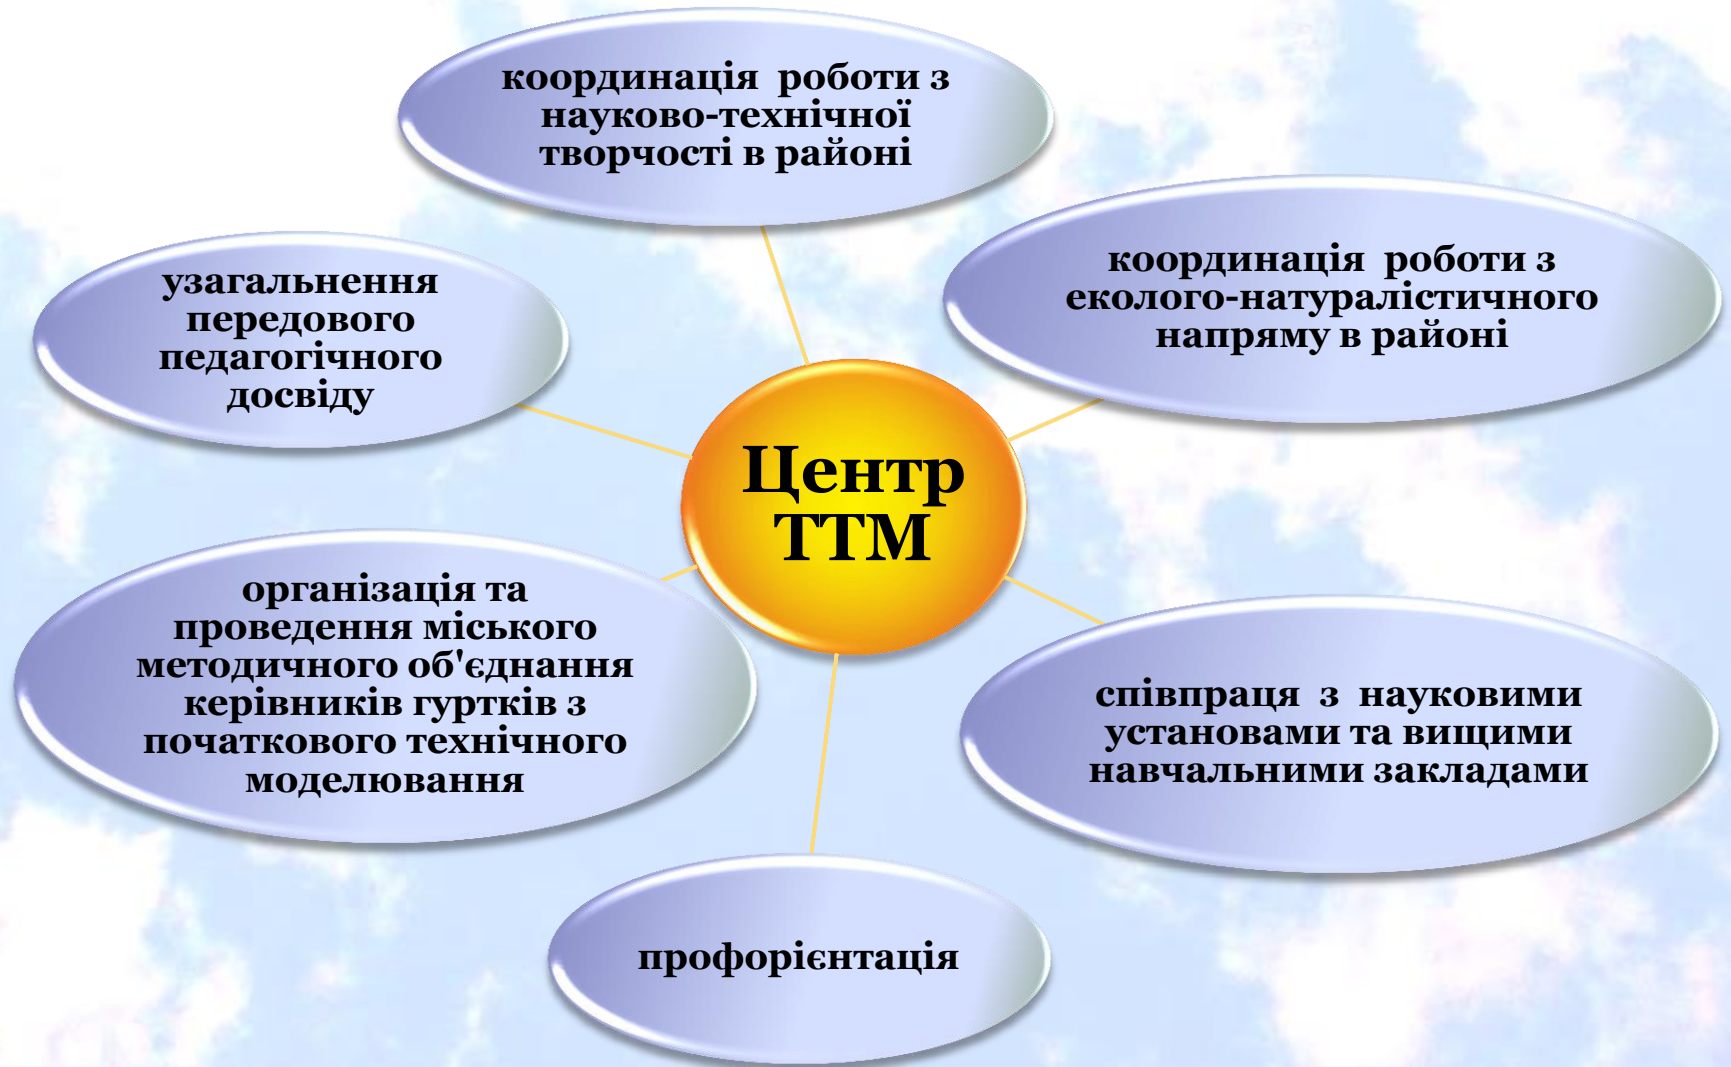 координація роботи з
науково-технічної
творчості в районі
координація роботи з
еколого-натуралістичного
напряму в районі
узагальнення
передового
педагогічного
досвіду
Центр
ТТМ
організація та
проведення міського
методичного об'єднання
керівників гуртків з
початкового технічного
моделювання
співпраця з науковими
установами та вищими
навчальними закладами
профорієнтація